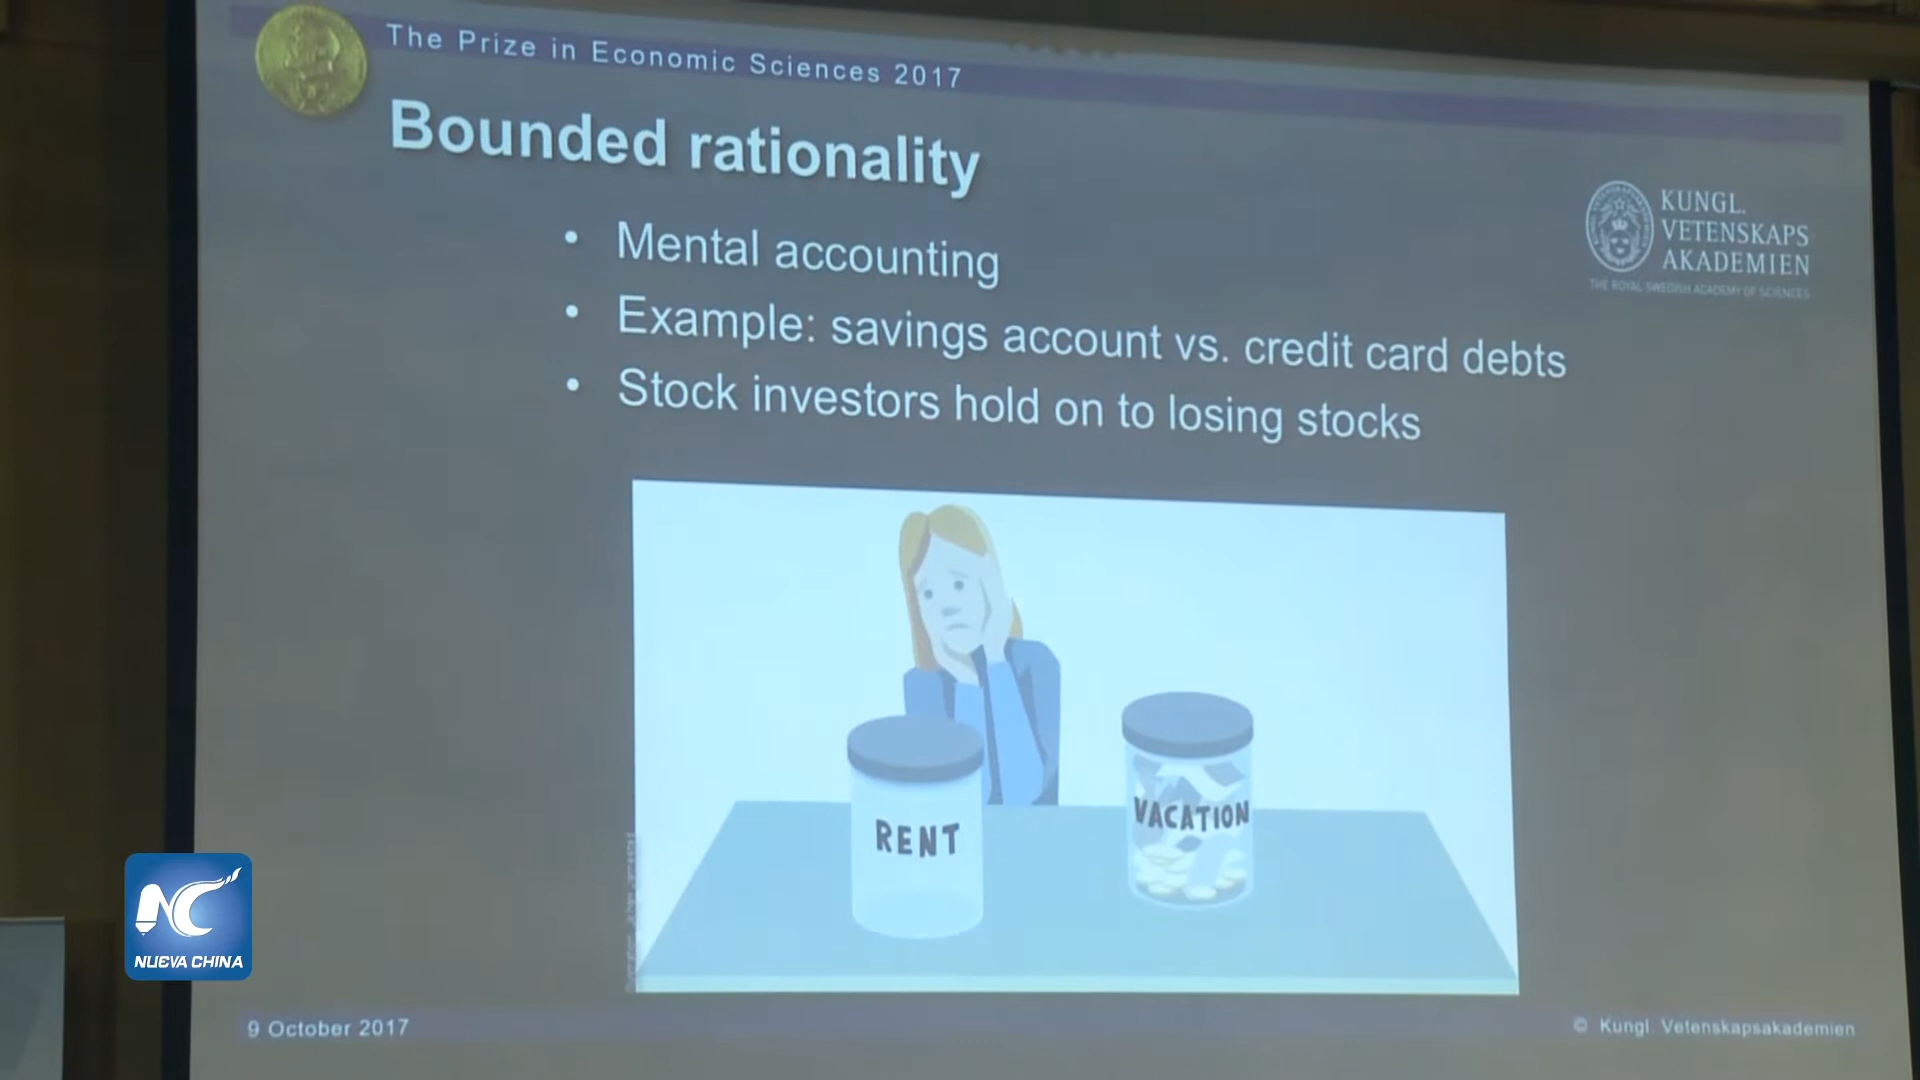 The Prize in Economic Sciences 2017
Bounded rationality
KUNGL.
VETENSKAPS
AKADEMIEN
THE ROYAL SWEDISH ACADEMY OF SCIENCES
• Mental accounting
• Example: savings account vs. credit card debts
• Stock investors hold on to losing stocks
RENT
VACATION
NC
NUEVA CHINA
9 October 2017
© Kungl. Vetenskapsakademien